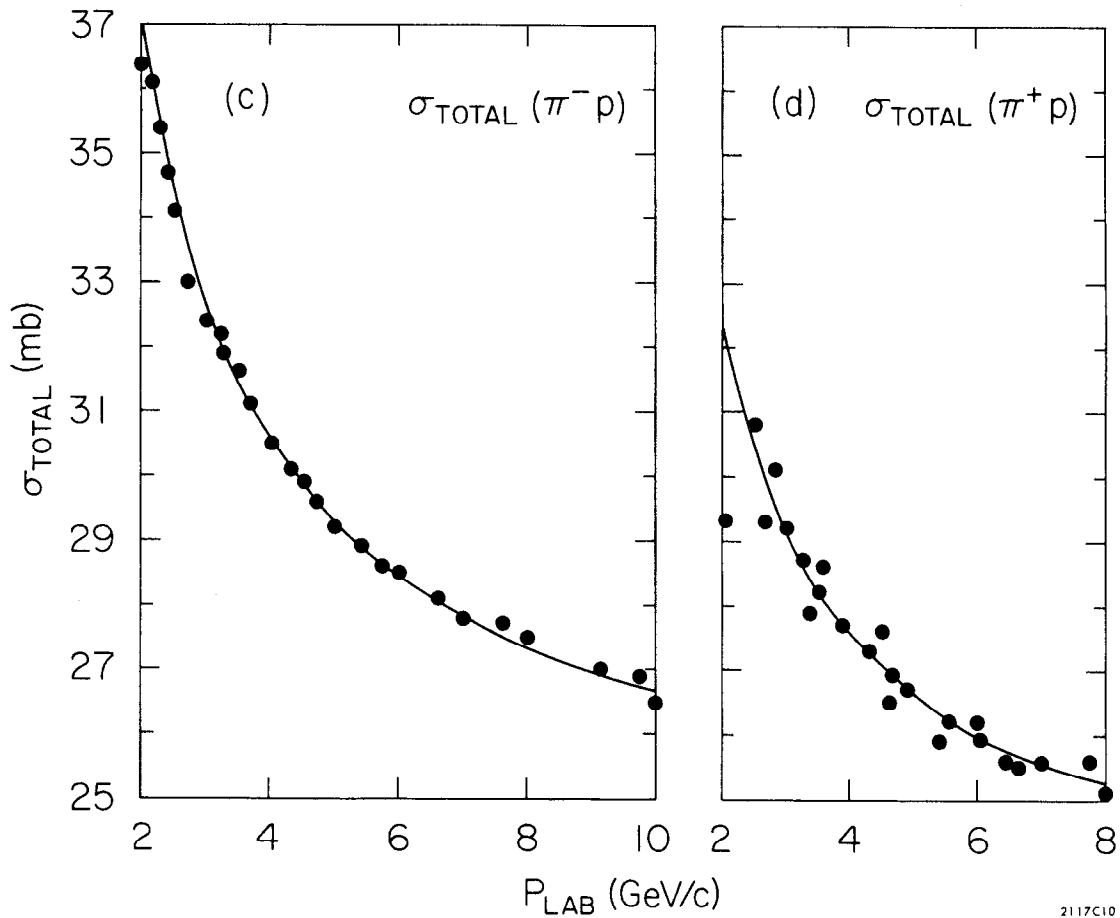 37
35
33
31
29
27
25
σTOTAL (mb)
(c) σTOTAL (π⁻p)
2 4 6 8 10
(d) σTOTAL (π⁺p)
2 4 6 8
PLAB (GeV/c)
2117C10